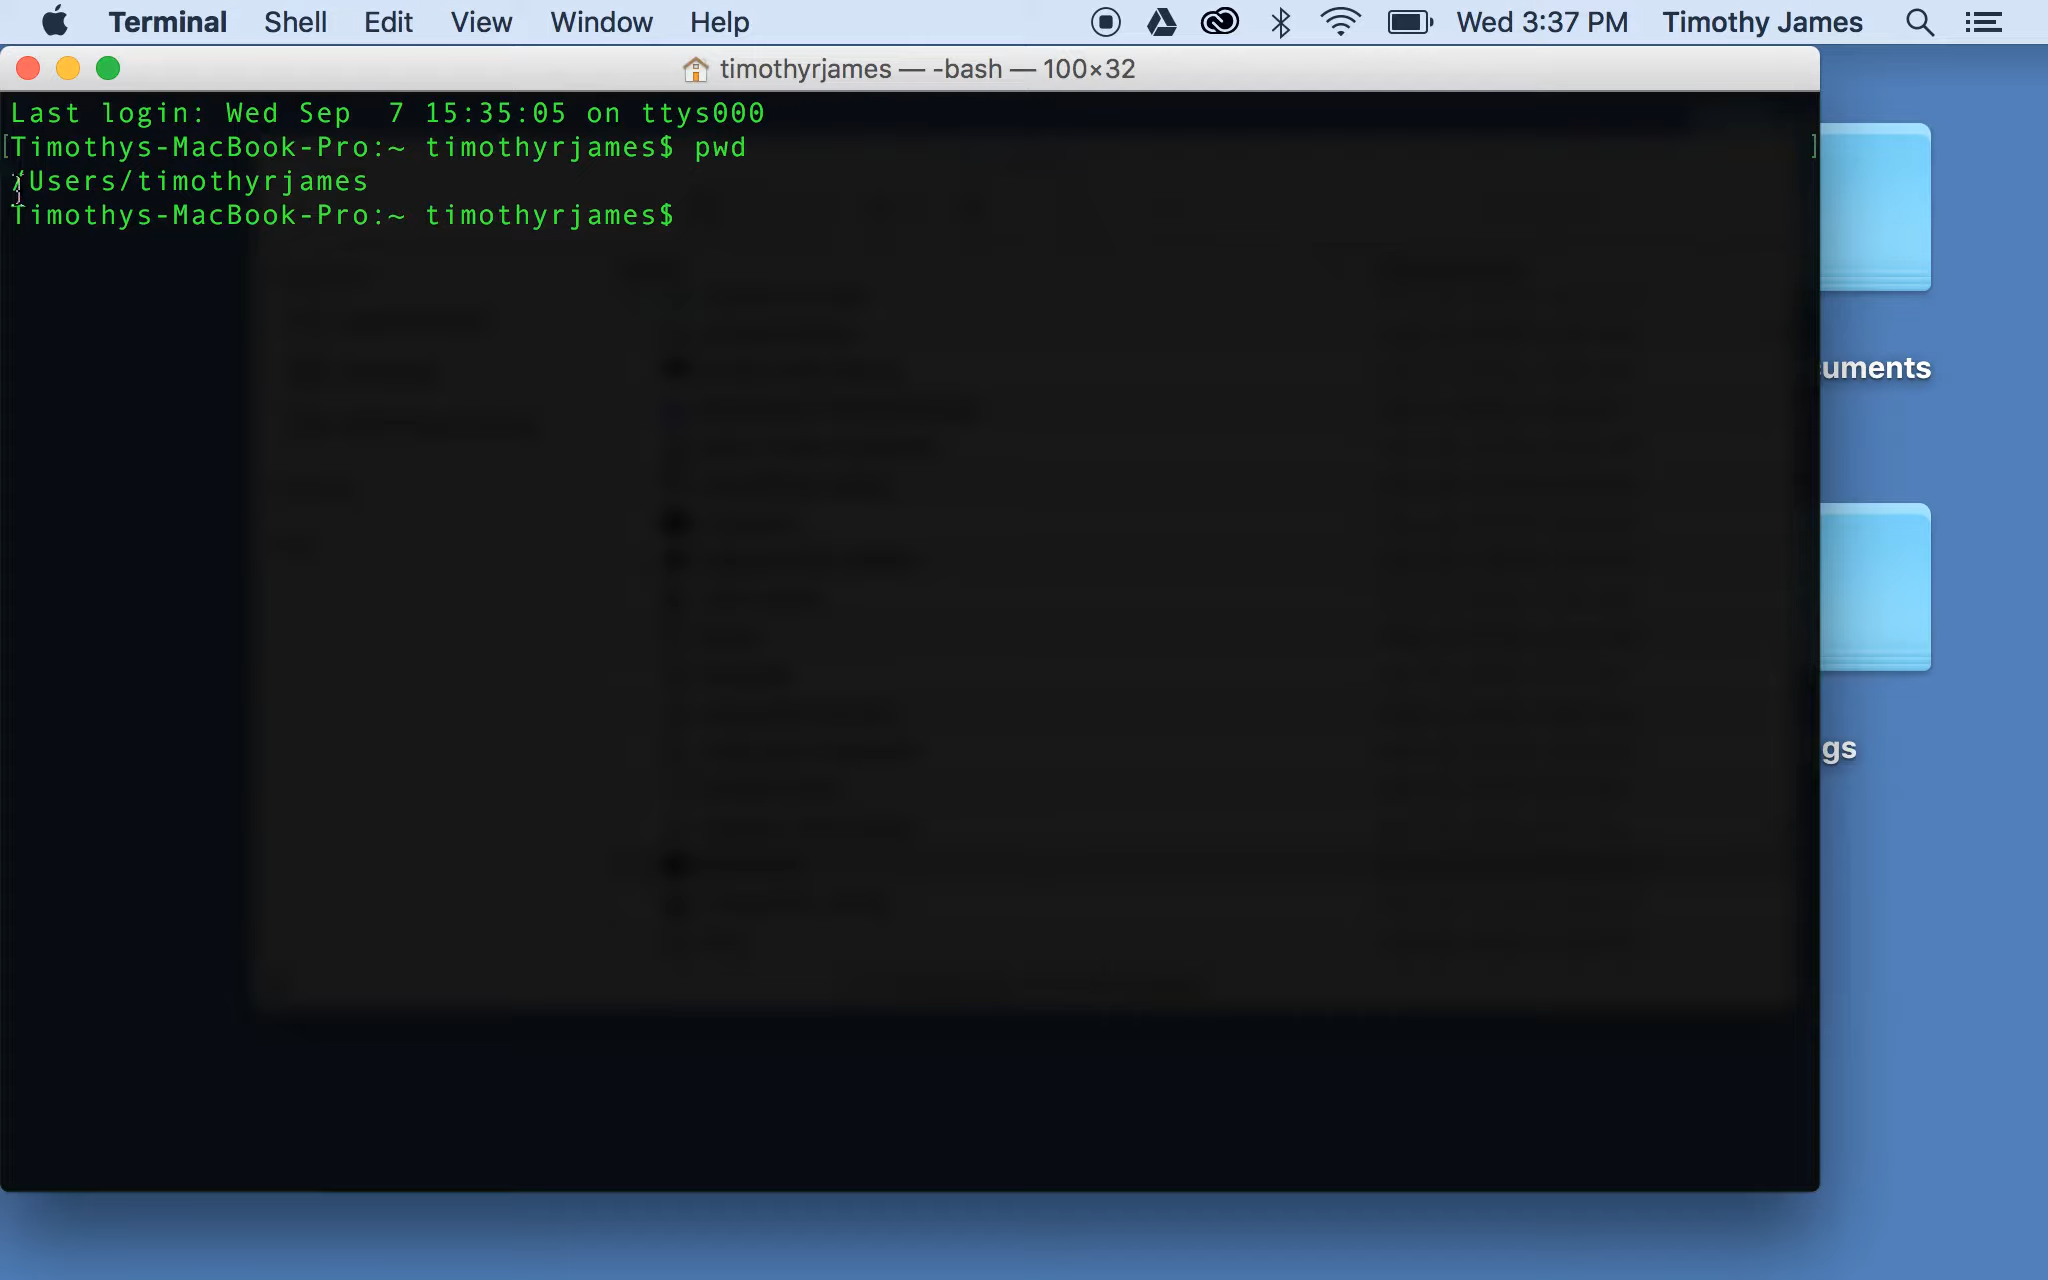 Terminal Shell Edit View Window Help Wed 3:37 PM Timothy James
timothyrjames — -bash — 100×32
Last login: Wed Sep  7 15:35:05 on ttys000
[Timothys-MacBook-Pro:~ timothyrjames$ pwd ]
/Users/timothyrjames
Timothys-MacBook-Pro:~ timothyrjames$
uments
gs